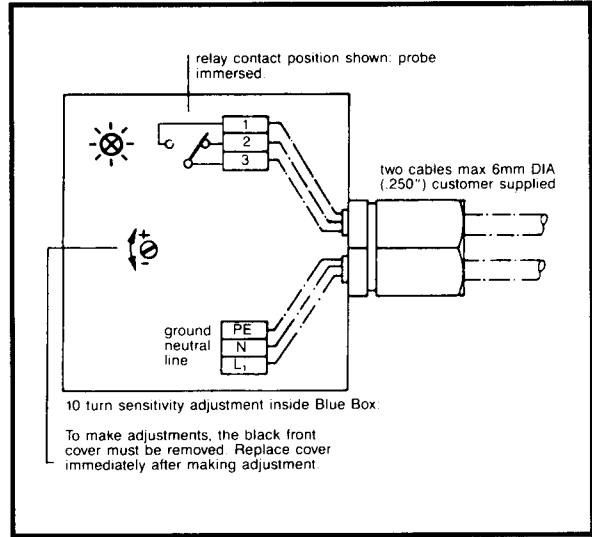 relay contact position shown: probe
immersed.
1
2
3
two cables max 6mm DIA
(.250") customer supplied
+
-
ground PE
neutral N
line L₁
10 turn sensitivity adjustment inside Blue Box:
To make adjustments, the black front
cover must be removed. Replace cover
immediately after making adjustment.